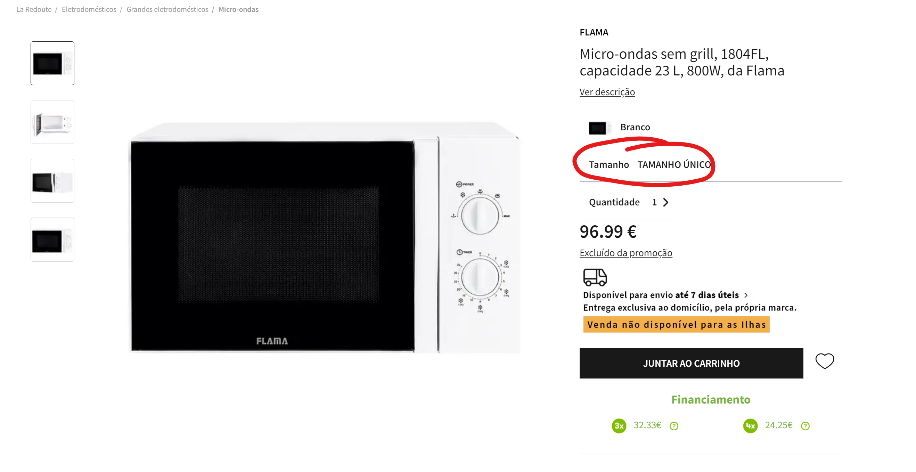 La Redoute / Eletrodomésticos / Grandes eletrodomésticos / Micro-ondas
FLAMA
Micro-ondas sem grill, 1804FL,
capacidade 23 L, 800W, da Flama
Ver descrição
Branco
Tamanho TAMANHO ÚNICO
Quantidade 1
96.99 €
Excluído da promoção
Disponível para envio até 7 dias úteis
Entrega exclusiva ao domicílio, pela própria marca.
Venda não disponível para as Ilhas
JUNTAR AO CARRINHO
Financiamento
3x 32.33€ ?
4x 24.25€ ?
POWER
TIMER
FLAMA